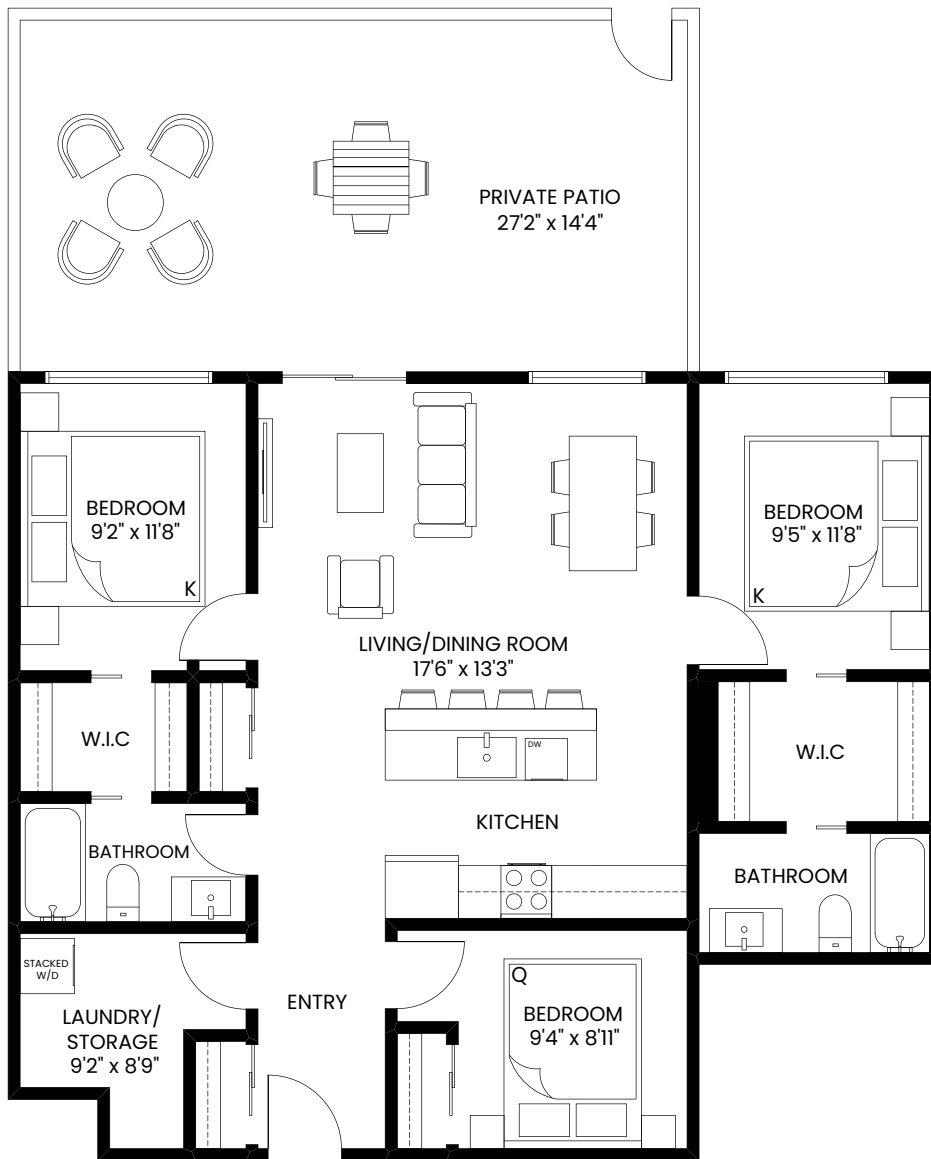 PRIVATE PATIO
27'2" x 14'4"
BEDROOM
9'2" x 11'8"
K
BEDROOM
9'5" x 11'8"
K
LIVING/DINING ROOM
17'6" x 13'3"
W.I.C
DW
W.I.C
KITCHEN
BATHROOM
BATHROOM
STACKED
W/D
LAUNDRY/
STORAGE
9'2" x 8'9"
ENTRY
Q
BEDROOM
9'4" x 8'11"